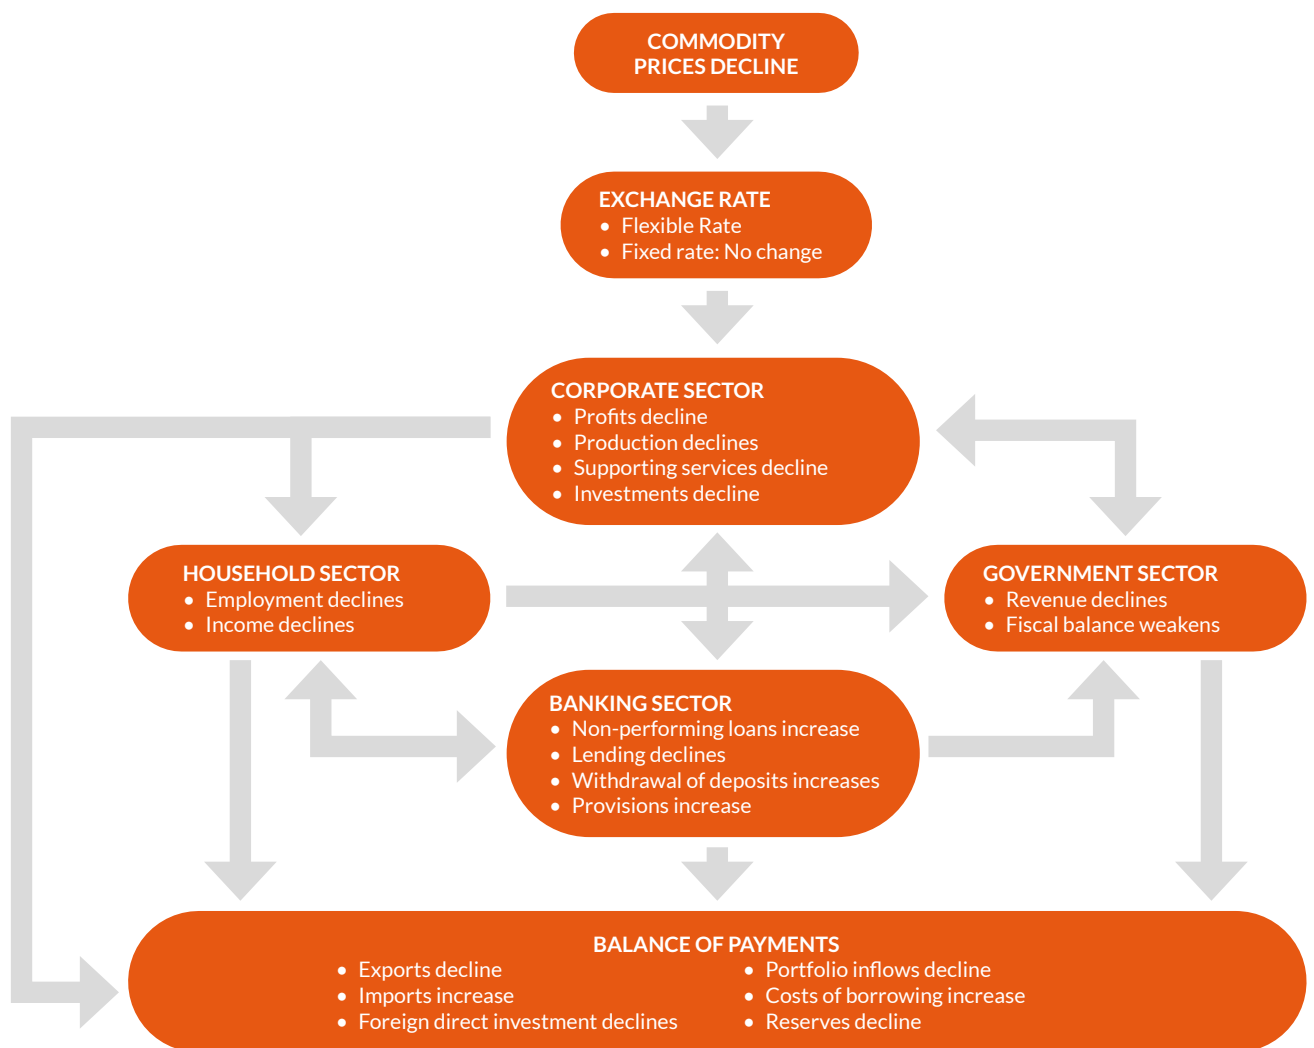 COMMODITY
PRICES DECLINE
EXCHANGE RATE
• Flexible Rate
• Fixed rate: No change
CORPORATE SECTOR
• Profits decline
• Production declines
• Supporting services decline
• Investments decline
HOUSEHOLD SECTOR
• Employment declines
• Income declines
GOVERNMENT SECTOR
• Revenue declines
• Fiscal balance weakens
BANKING SECTOR
• Non-performing loans increase
• Lending declines
• Withdrawal of deposits increases
• Provisions increase
BALANCE OF PAYMENTS
• Exports decline
• Imports increase
• Foreign direct investment declines
• Portfolio inflows decline
• Costs of borrowing increase
• Reserves decline